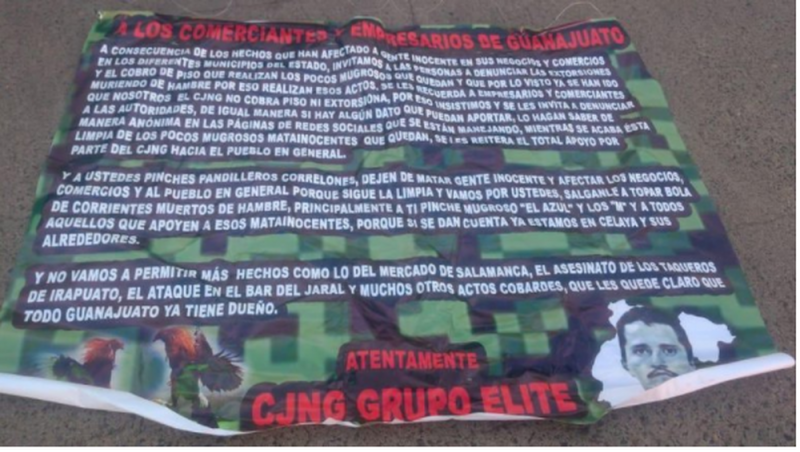 A LOS COMERCIANTES Y EMPRESARIOS DE GUANAJUATO
A CONSECUENCIA DE LOS HECHOS QUE HAN AFECTADO A GENTE INOCENTE EN SUS NEGOCIOS Y COMERCIOS
EN LOS DIFERENTES MUNICIPIOS DEL ESTADO, INVITAMOS A LAS PERSONAS A DENUNCIAR LAS EXTORSIONES
Y EL COBRO DE PISO QUE REALIZAN LOS POCOS MUGROSOS QUE QUEDAN Y QUE POR LO VISTO YA SE HAN IDO
MURIENDO DE HAMBRE POR ESO REALIZAN ESOS ACTOS, SE LES RECUERDA A EMPRESARIOS Y COMERCIANTES
QUE NOSOTROS EL CJNG NO COBRA PISO NI EXTORSIONA, POR ESO INSISTIMOS Y SE LES INVITA A DENUNCIAR
A LAS AUTORIDADES, DE IGUAL MANERA SI HAY ALGÚN DATO QUE PUEDAN APORTAR, LO HAGAN SABER DE
MANERA ANÓNIMA EN LAS PÁGINAS DE REDES SOCIALES QUE SE ESTÁN MANEJANDO, MIENTRAS SE ACABA ESTA
LIMPIA DE LOS POCOS MUGROSOS MATAINOCENTES QUE QUEDAN, SE LES REITERA EL TOTAL APOYO POR
PARTE DEL CJNG HACIA EL PUEBLO EN GENERAL.
Y A USTEDES PINCHES PANDILLEROS CORRELONES, DEJEN DE MATAR GENTE INOCENTE Y AFECTAR LOS NEGOCIOS,
COMERCIOS Y AL PUEBLO EN GENERAL PORQUE SIGUE LA LIMPIA Y VAMOS POR USTEDES, SALGANLE A TOPAR BOLA
DE CORRIENTES MUERTOS DE HAMBRE, PRINCIPALMENTE A TI PINCHE MUGROSO "EL AZUL" Y LOS "M" Y A TODOS
AQUELLOS QUE APOYEN A ESOS MATAINOCENTES, PORQUE SI SE DAN CUENTA YA ESTAMOS EN CELAYA Y SUS
ALREDEDORES.
Y NO VAMOS A PERMITIR MÁS HECHOS COMO LO DEL MERCADO DE SALAMANCA, EL ASESINATO DE LOS TAQUEROS
DE IRAPUATO, EL ATAQUE EN EL BAR DEL JARAL Y MUCHOS OTROS ACTOS COBARDES, QUE LES QUEDE CLARO QUE
TODO GUANAJUATO YA TIENE DUEÑO.
ATENTAMENTE
CJNG GRUPO ELITE